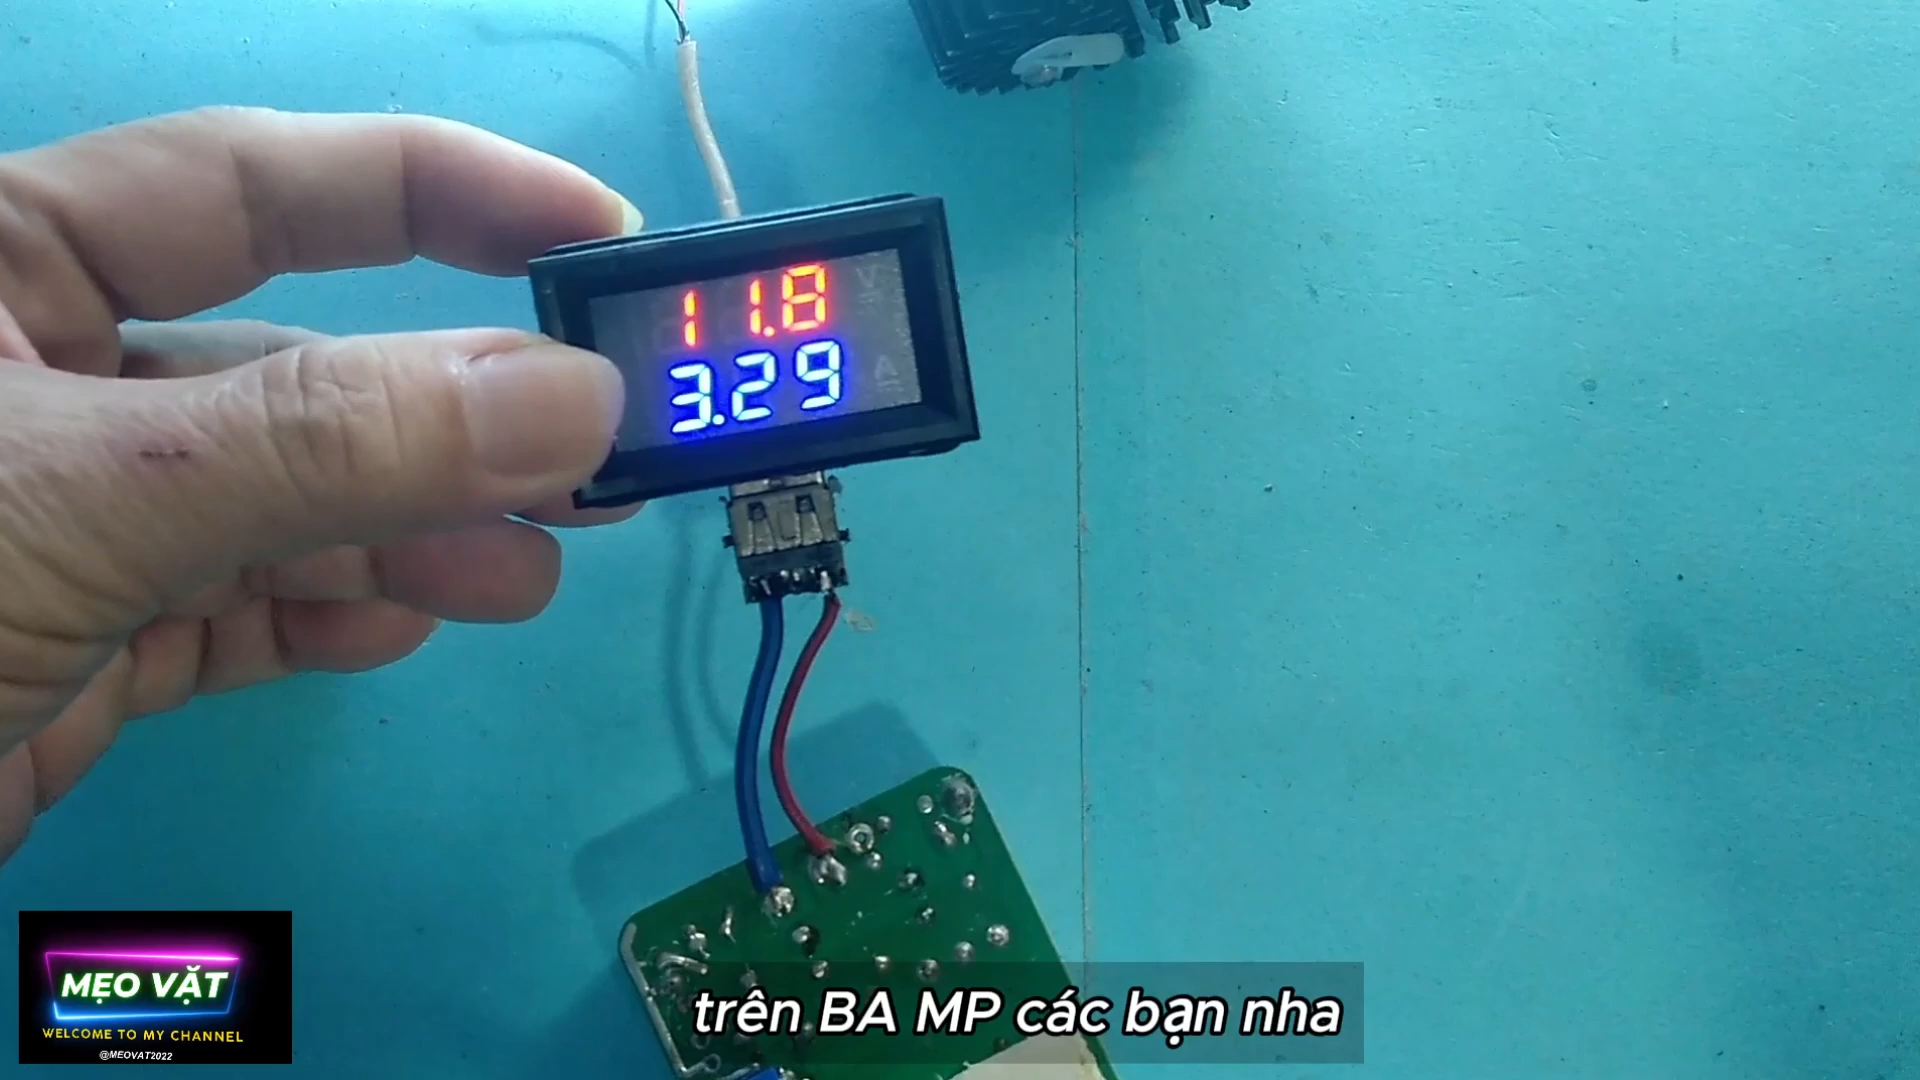 11.8
V
3.29
A
trên BA MP các bạn nha
MẸO VẶT
WELCOME TO MY CHANNEL
@MEOVAT2022